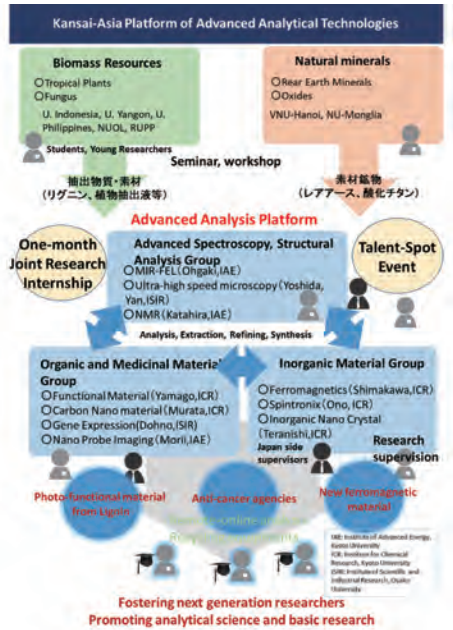 Kansai-Asia Platform of Advanced Analytical Technologies
Biomass Resources
○Tropical Plants
○Fungus
U. Indonesia, U. Yangon, U.
Philippines, NUOL, RUPP
Natural minerals
○Rear Earth Minerals
○Oxides
VNU-Hanoi, NU-Monglia
Students, Young Researchers
Seminar, workshop
抽出物質・素材
(リグニン、植物抽出液等)
素材鉱物
(レアアース、酸化チタン)
Advanced Analysis Platform
One-month
Joint Research
Internship
Advanced Spectroscopy, Structural
Analysis Group
○MIR-FEL(Ohgaki,IAE)
○Ultra-high speed microscopy(Yoshida,
Yan,ISIR)
○NMR(Katahira,IAE)
Talent-Spot
Event
Analysis, Extraction, Refining, Synthesis
Organic and Medicinal Material
Group
○Functional Material(Yamago,ICR)
○Carbon Nano material(Murata,ICR)
○Gene Expression(Dohno,ISIR)
○Nano Probe Imaging(Morii,IAE)
Inorganic Material Group
○Ferromagnetics(Shimakawa,ICR)
○Spintronix(Ono,ICR)
○Inorganic Nano Crystal
(Teranishi,ICR)
Japan side
supervisors
Research
supervision
Photo-functional material
from Lignin
Anti-cancer agencies
New ferromagnetic
material
IAE: Institute of Advanced Energy,
Kyoto University
ICR: Institute for Chemical
Research, Kyoto University
ISIR: Institute of Scientific and
Industrial Research, Osaka
University
Fostering next generation researchers
Promoting analytical science and basic research